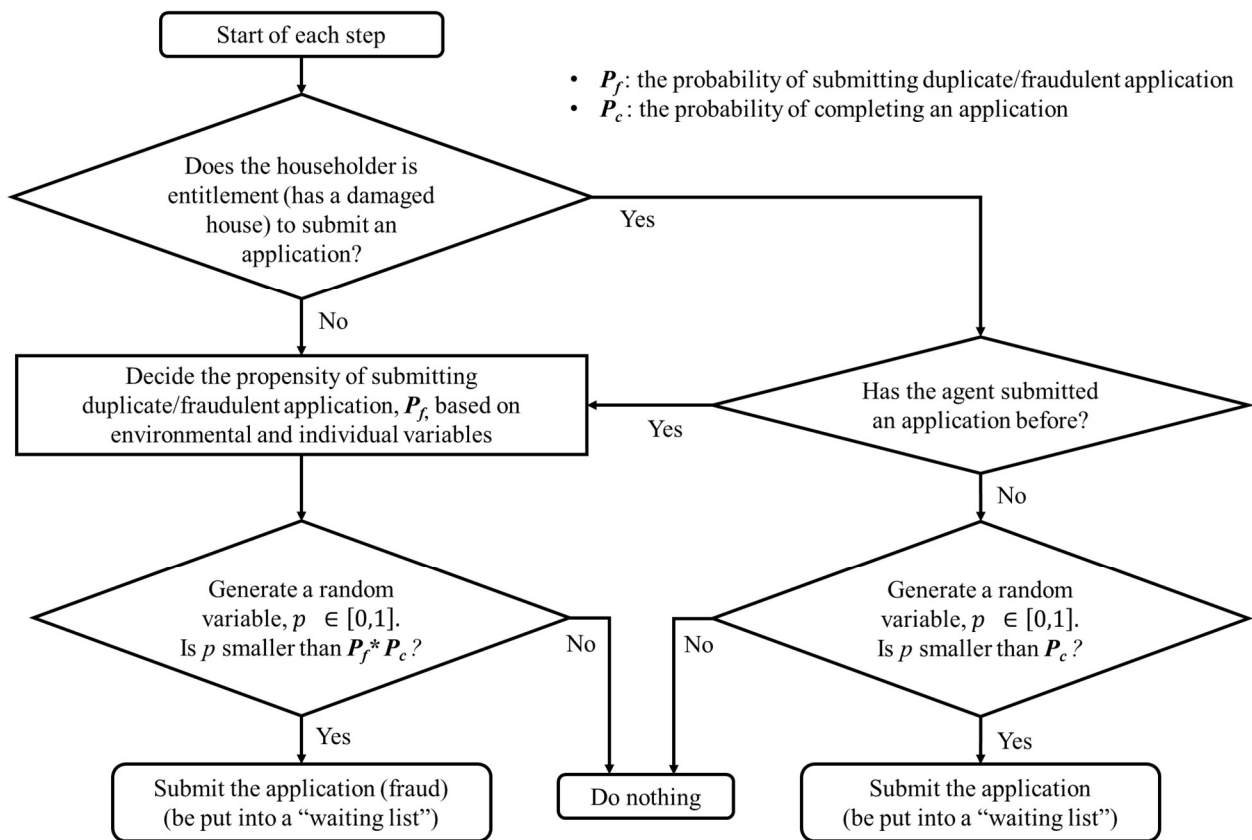 Start of each step
• Pf : the probability of submitting duplicate/fraudulent application
• Pc : the probability of completing an application
Does the householder is
entitlement (has a damaged
house) to submit an
application?
Yes
No
Decide the propensity of submitting
duplicate/fraudulent application, Pf, based on
environmental and individual variables
Yes
Has the agent submitted
an application before?
No
Generate a random
variable, p ∈ [0,1].
Is p smaller than Pf* Pc ?
No
Yes
Generate a random
variable, p ∈ [0,1].
Is p smaller than Pc ?
No
Yes
Submit the application (fraud)
(be put into a “waiting list”)
Do nothing
Submit the application
(be put into a “waiting list”)